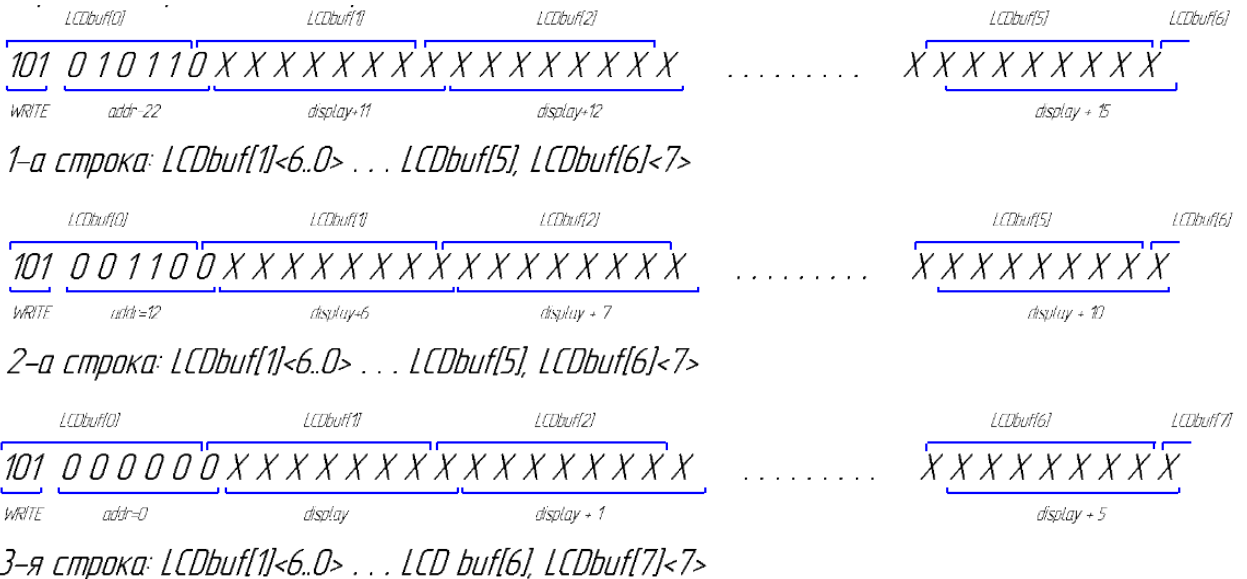 LCDbuf[0] LCDbuf[1] LCDbuf[2] LCDbuf[5] LCDbuf[6]
101 0 1 0 1 1 0 X X X X X X X X X X X X X X X X . . . . . . . . . X X X X X X X X X X
WRITE addr=22 display+11 display+12 display + 15
1-а строка: LCDbuf[1]<6..0> . . . LCDbuf[5], LCDbuf[6]<7>
LCDbuf[0] LCDbuf[1] LCDbuf[2] LCDbuf[5] LCDbuf[6]
101 0 0 1 1 0 0 X X X X X X X X X X X X X X X X . . . . . . . . . X X X X X X X X X
WRITE addr=12 display+6 display + 7 display + 10
2-а строка: LCDbuf[1]<6..0> . . . LCDbuf[5], LCDbuf[6]<7>
LCDbuf[0] LCDbuf[1] LCDbuf[2] LCDbuf[6] LCDbuf[7]
101 0 0 0 0 0 0 X X X X X X X X X X X X X X X X . . . . . . . . . X X X X X X X X X
WRITE addr=0 display display + 1 display + 5
3-я строка: LCDbuf[1]<6..0> . . . LCD buf[6], LCDbuf[7]<7>